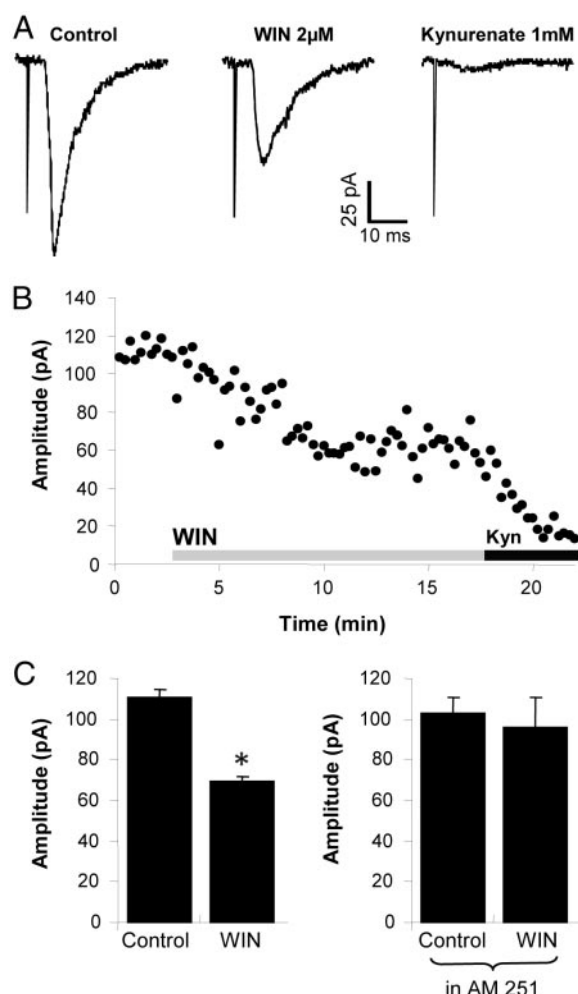 A
Control WIN 2µM Kynurenate 1mM
25 pA
10 ms
B
Amplitude (pA)
140
120
100
80
60
40
20
0
WIN Kyn
0 5 10 15 20
Time (min)
C
Amplitude (pA)
120
100
80
60
40
20
0
*
Control WIN
Amplitude (pA)
120
100
80
60
40
20
0
Control WIN
in AM 251